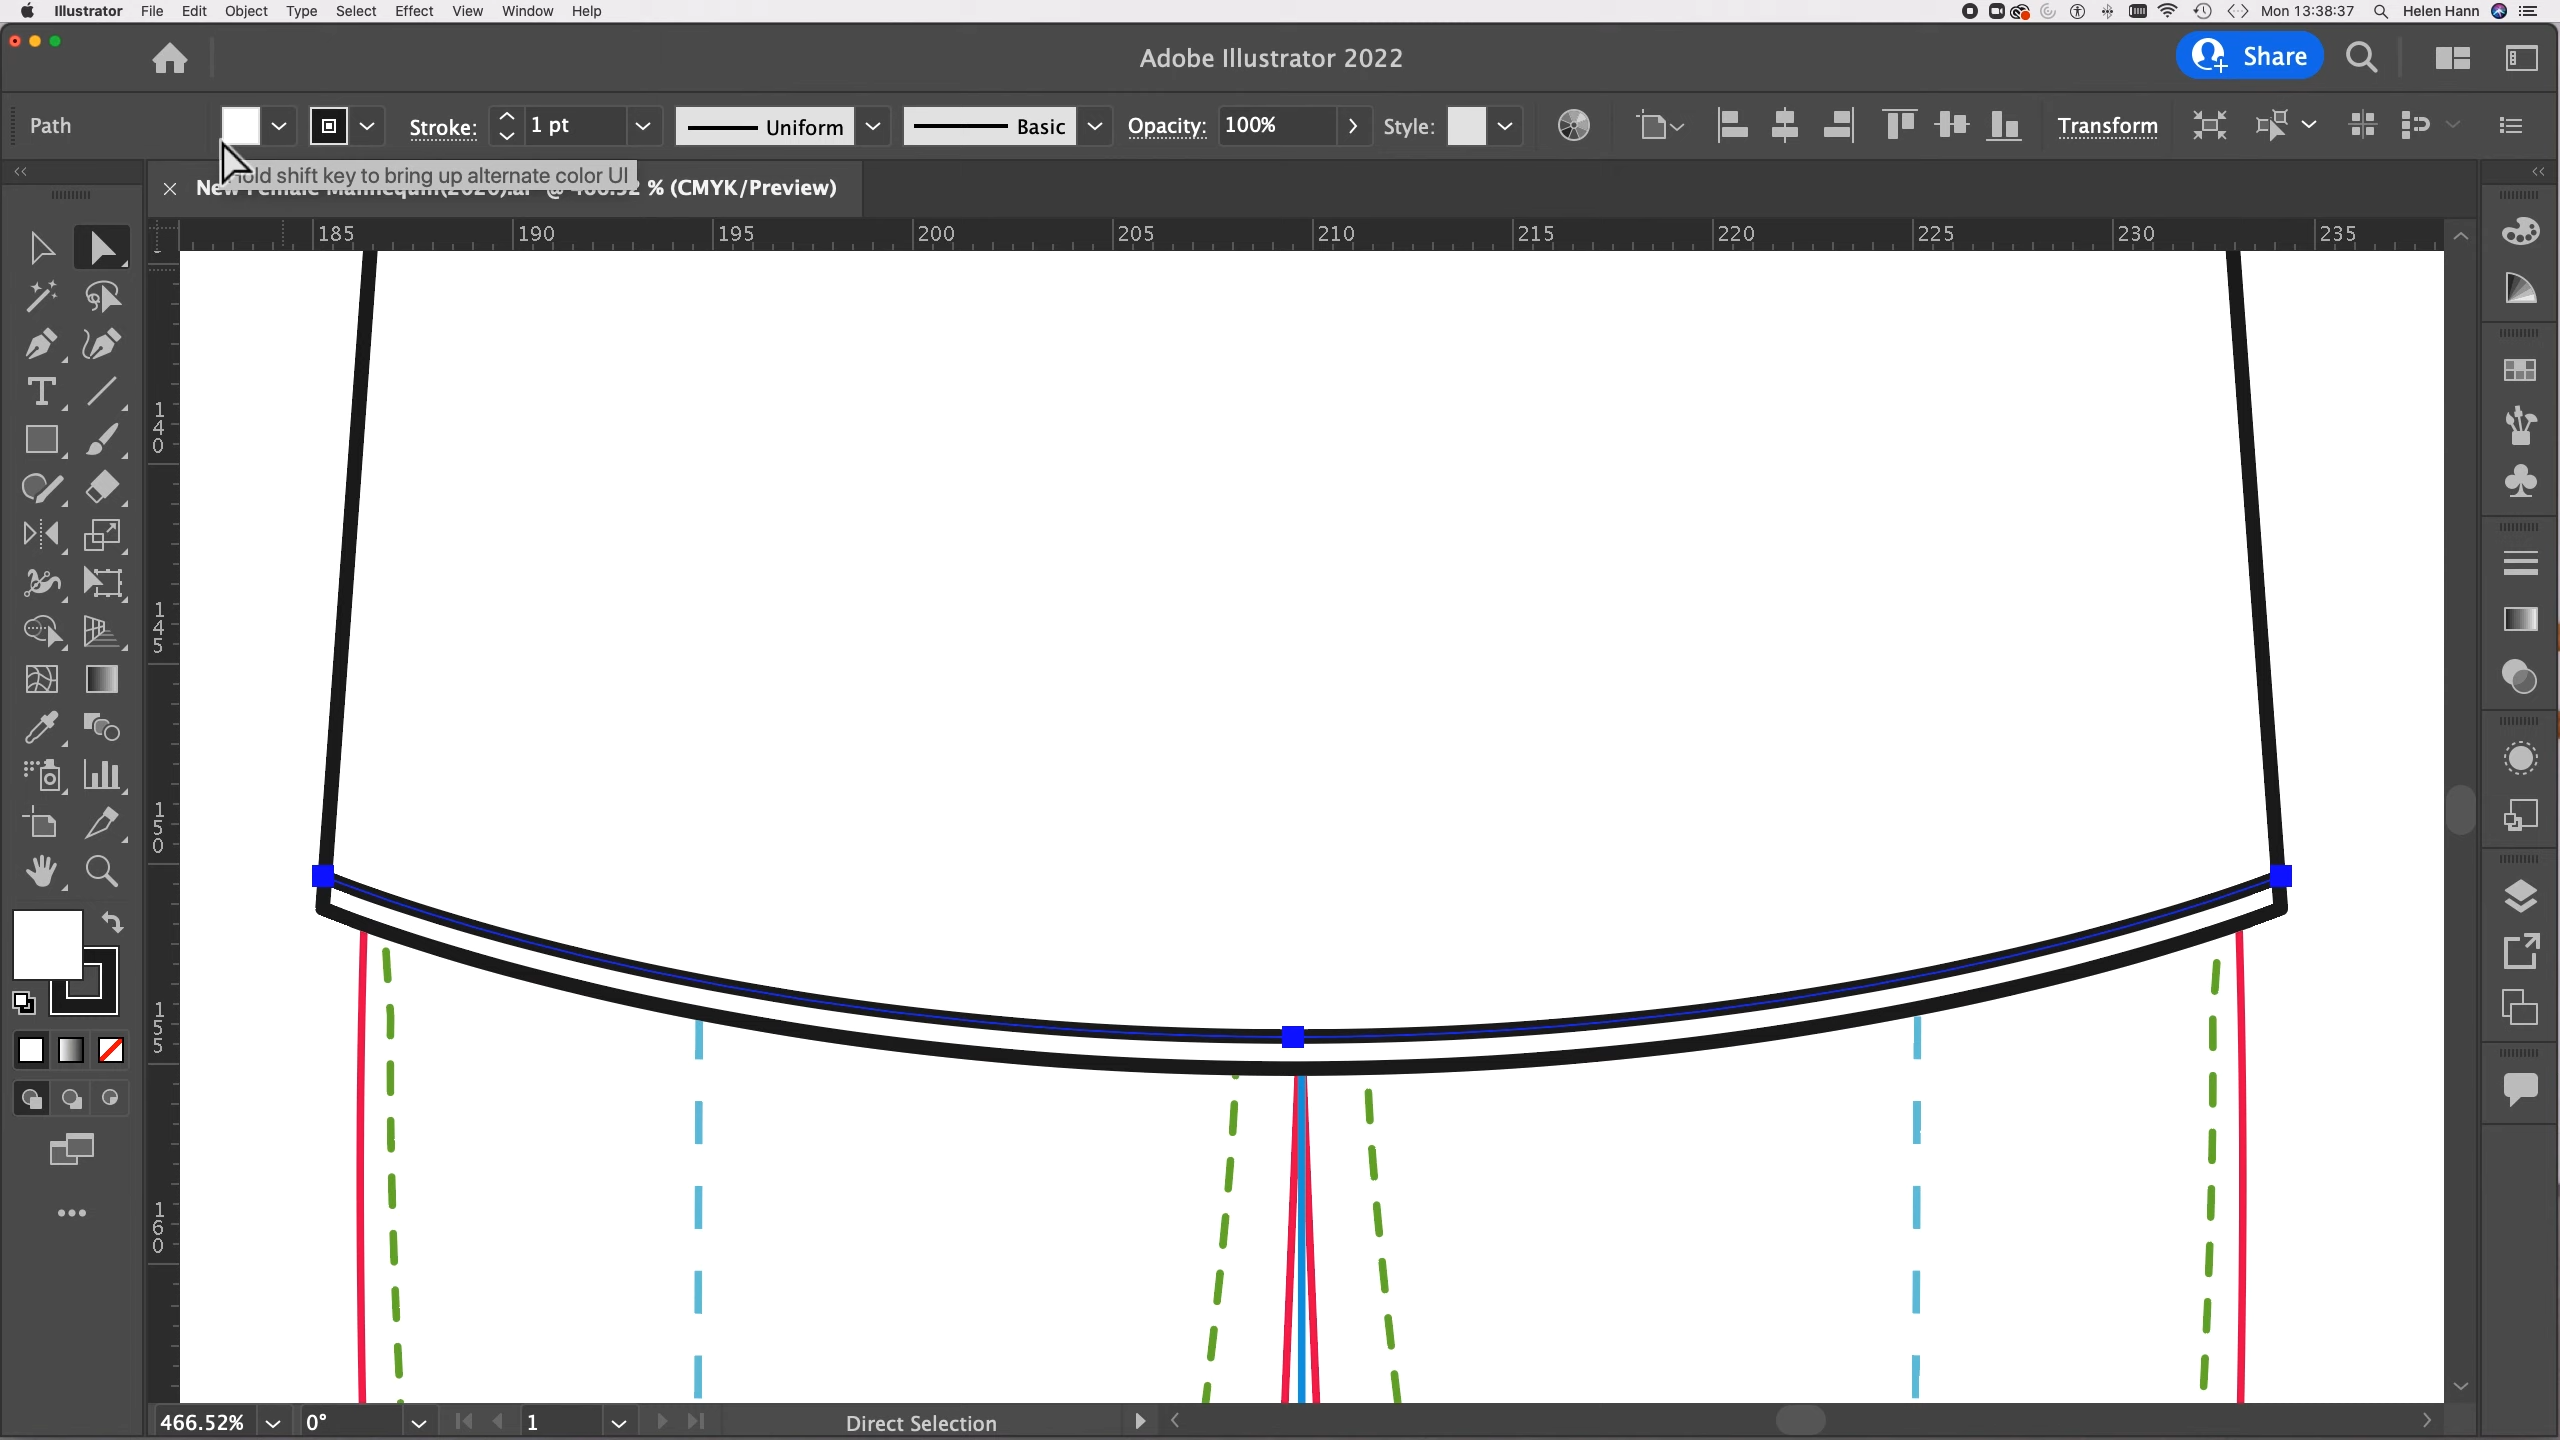 Illustrator File Edit Object Type Select Effect View Window Help Mon 13:38:37 Helen Hann
Adobe Illustrator 2022
Share
Path Stroke: 1 pt Uniform Basic Opacity: 100% Style: Transform
hold shift key to bring up alternate color UI
% (CMYK/Preview)
185 190 195 200 205 210 215 220 225 230 235
140
145
150
155
160
466.52% 0° 1 Direct Selection